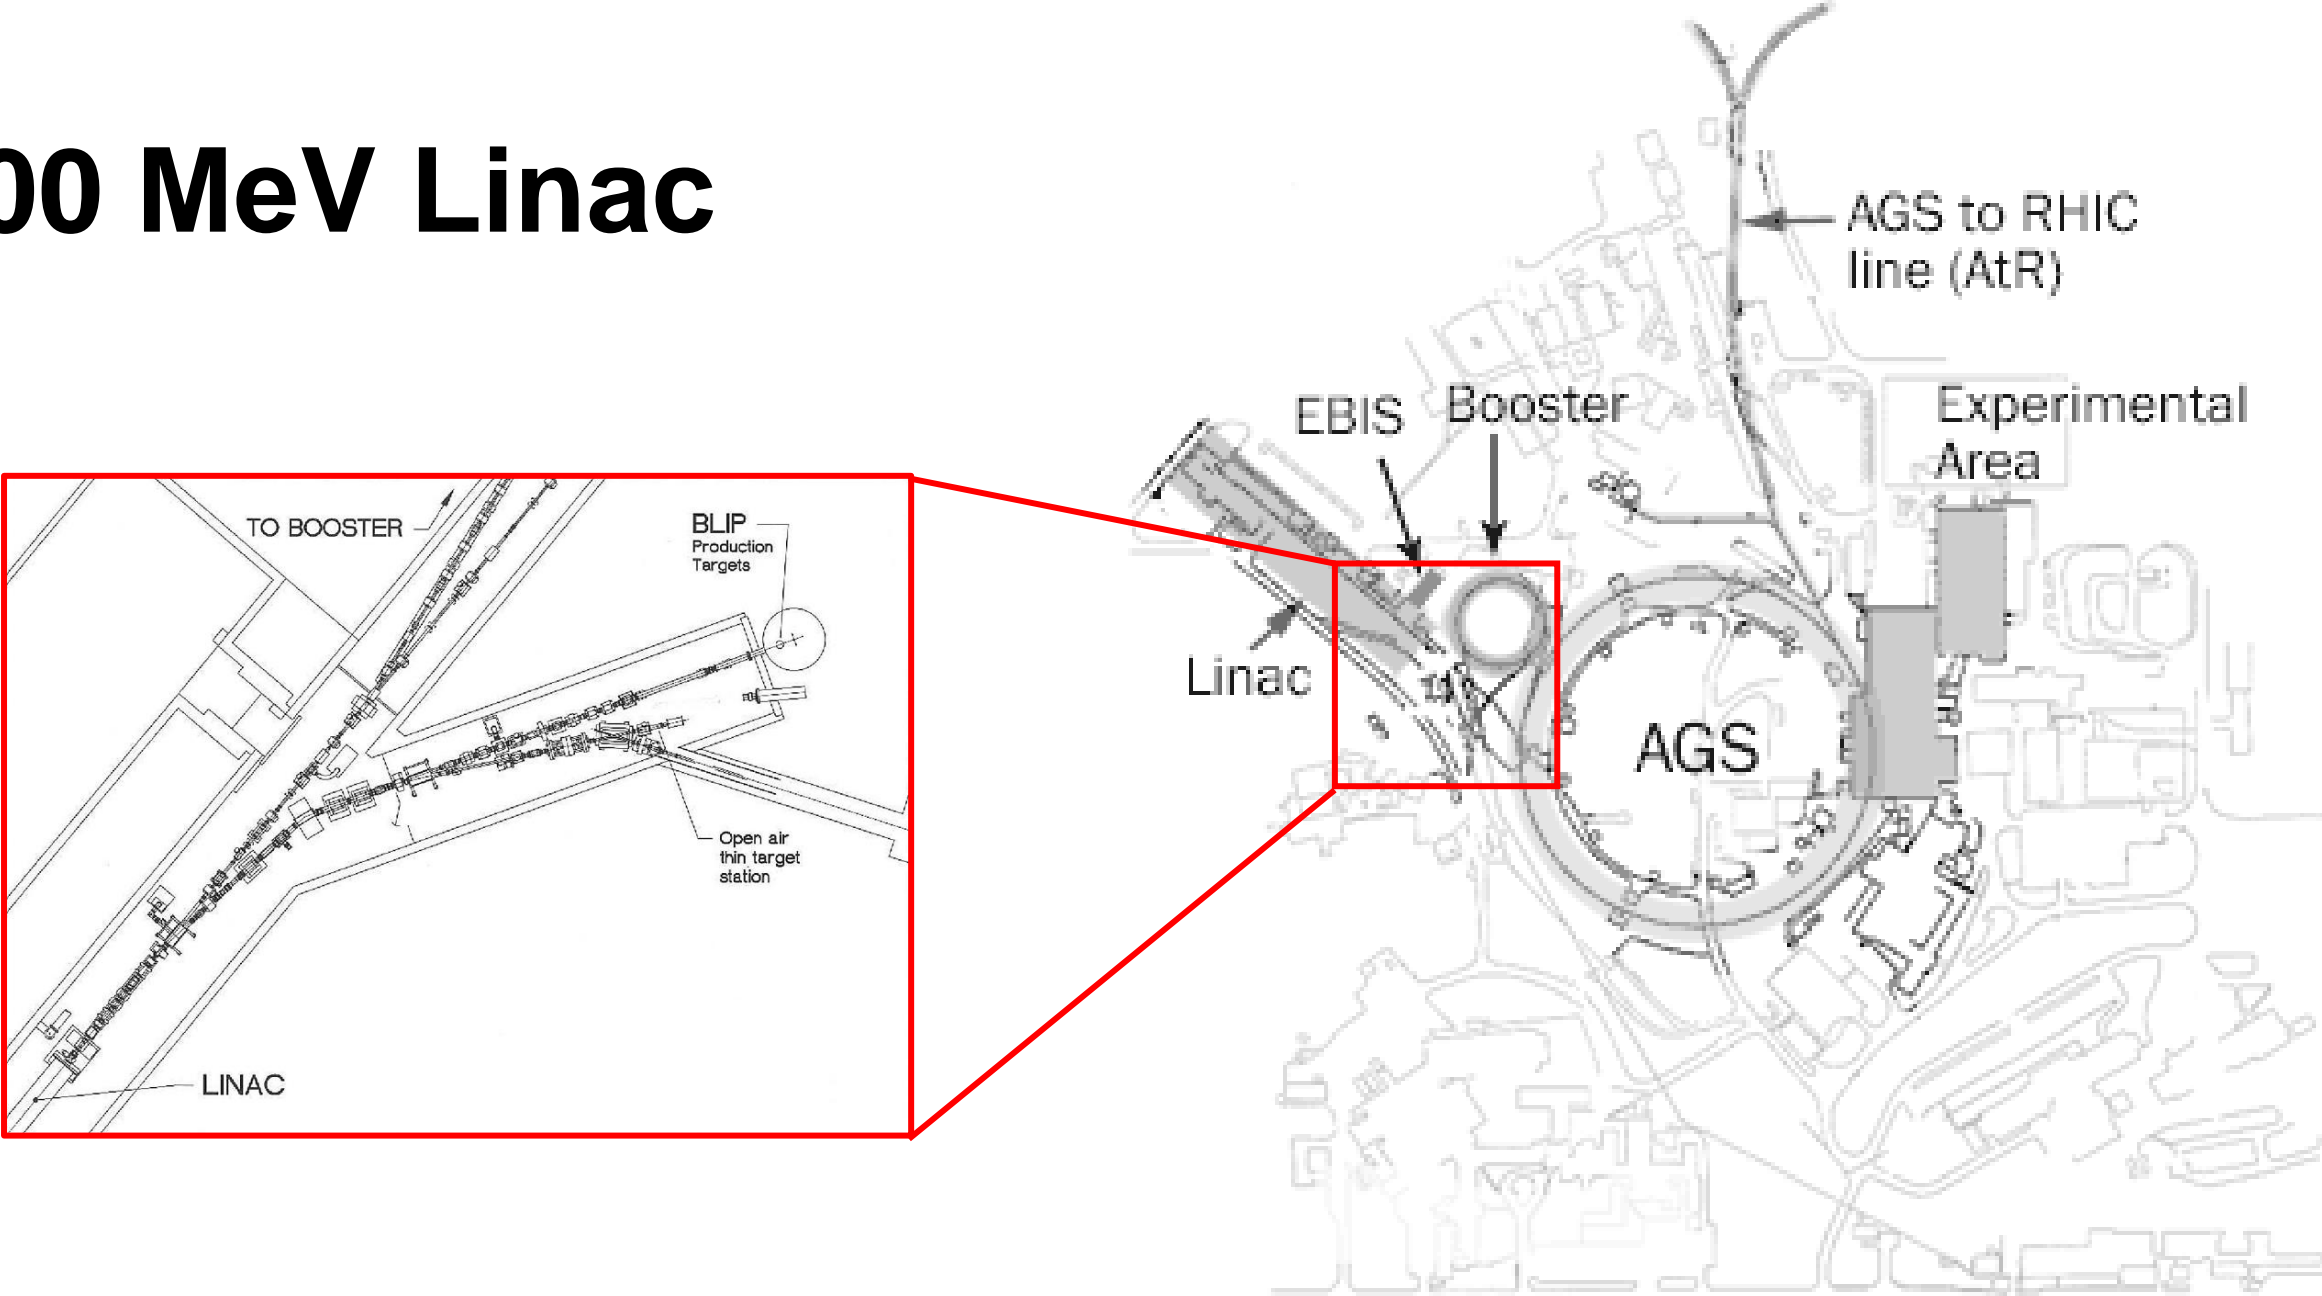 00 MeV Linac
AGS to RHIC
line (AtR)
EBIS
Booster
Experimental
Area
Linac
AGS
TO BOOSTER
BLIP
Production
Targets
Open air
thin target
station
LINAC